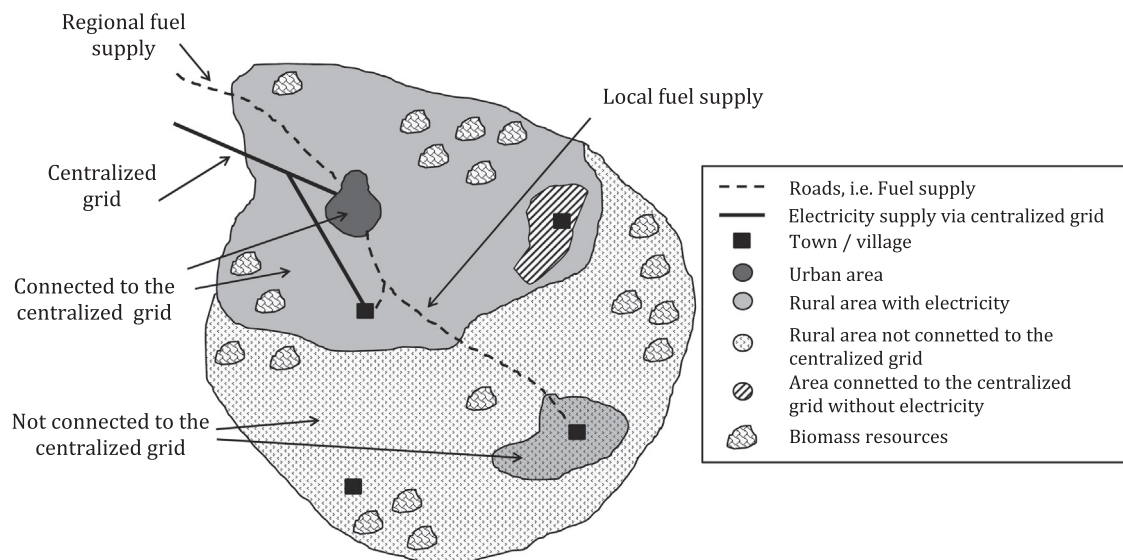 Regional fuel
supply
Local fuel supply
Centralized
grid
Connected to the
centralized grid
Not connected to the
centralized grid
Roads, i.e. Fuel supply
Electricity supply via centralized grid
Town / village
Urban area
Rural area with electricity
Rural area not connetted to the
centralized grid
Area connetted to the centralized
grid without electricity
Biomass resources